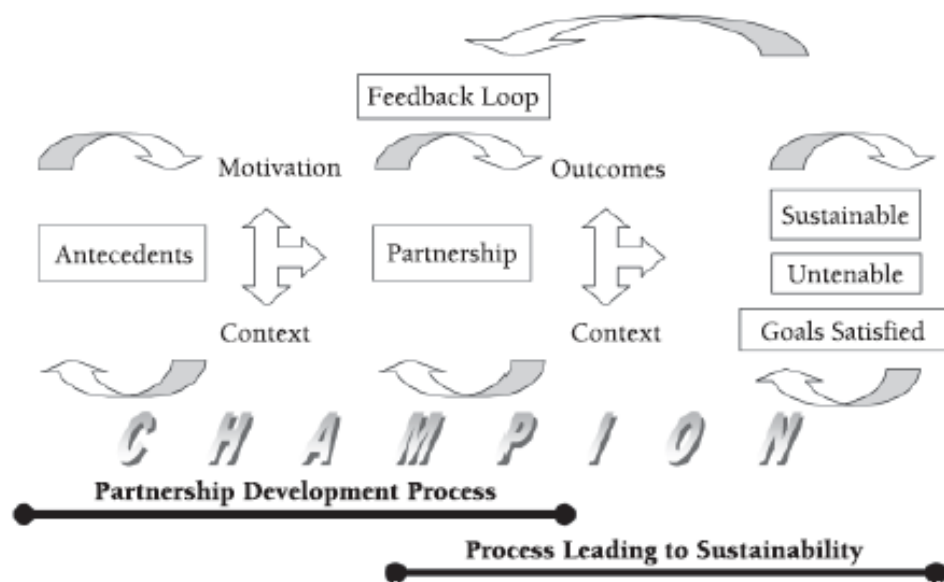 Feedback Loop
Motivation
Outcomes
Antecedents
Partnership
Sustainable
Untenable
Goals Satisfied
Context
Context
CHAMPION
Partnership Development Process
Process Leading to Sustainability